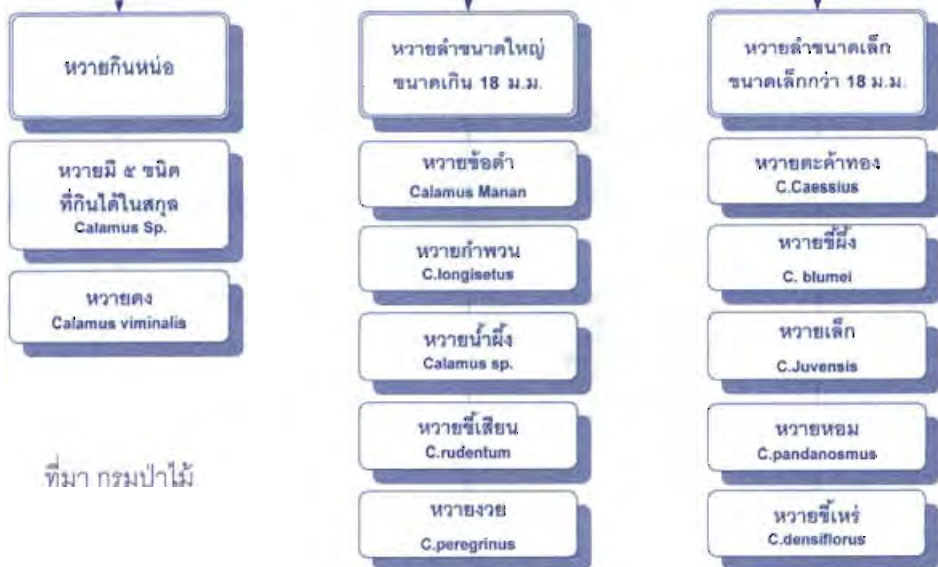 หวายกินหน่อ
หวายมี ๕ ชนิด
ที่กินได้ในสกุล
Calamus Sp.
หวายดง
Calamus viminalis
ที่มา กรมป่าไม้
หวายลำขนาดใหญ่
ขนาดเกิน 18 ม.ม.
หวายข้อดำ
Calamus Manan
หวายกำพวน
C.longisetus
หวายน้ำผึ้ง
Calamus sp.
หวายขี้เสียน
C.rudentum
หวายงวย
C.peregrinus
หวายลำขนาดเล็ก
ขนาดเล็กกว่า 18 ม.ม.
หวายตะค้าทอง
C.Caessius
หวายขี้ผึ้ง
C. blumei
หวายเล็ก
C.Juvensis
หวายหอม
C.pandanosmus
หวายขี้เหร่
C.densiflorus